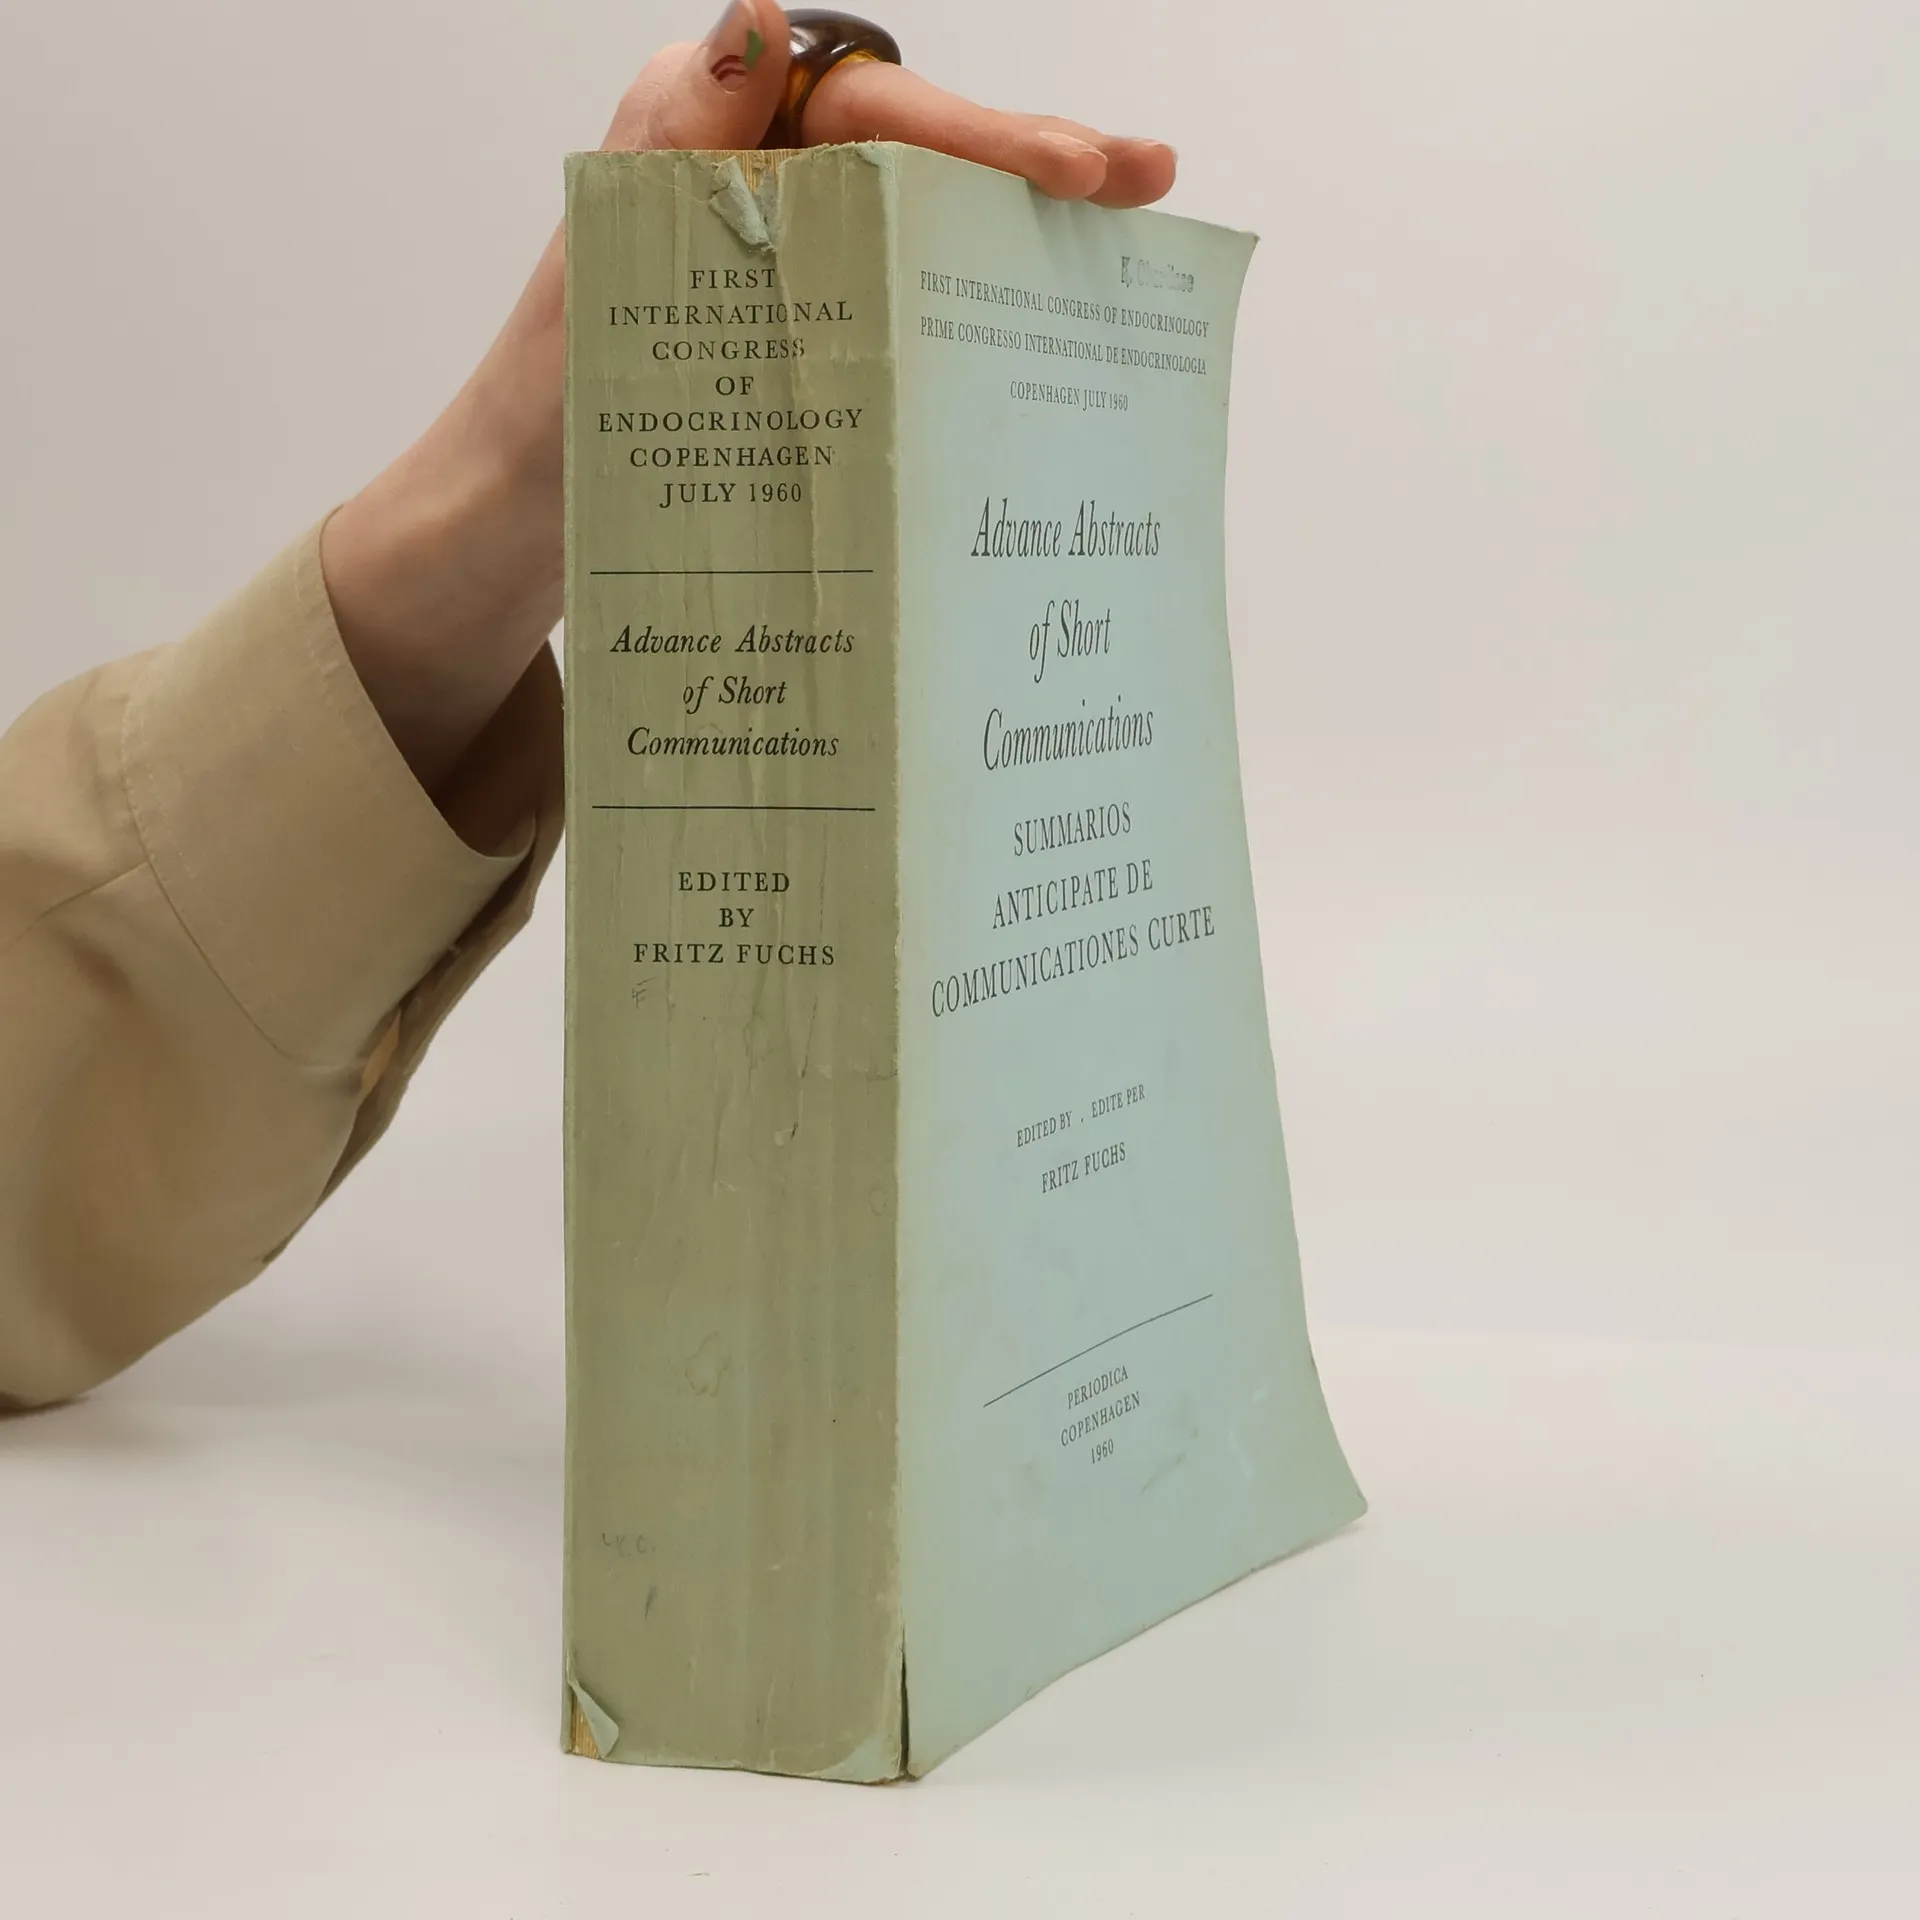 FIRST
INTERNATIONAL
CONGRESS
OF
ENDOCRINOLOGY
COPENHAGEN
JULY 1960
Advance Abstracts
of Short
Communications
EDITED
BY
FRITZ FUCHS
FIRST INTERNATIONAL CONGRESS OF ENDOCRINOLOGY
PRIME CONGRESSO INTERNATIONAL DE ENDOCRINOLOGIA
COPENHAGEN JULY 1960
Advance Abstracts
of Short
Communications
SUMMARIOS
ANTICIPATE DE
COMMUNICATIONES CURTE
EDITED BY . EDITE PER
FRITZ FUCHS
PERIODICA
COPENHAGEN
1960